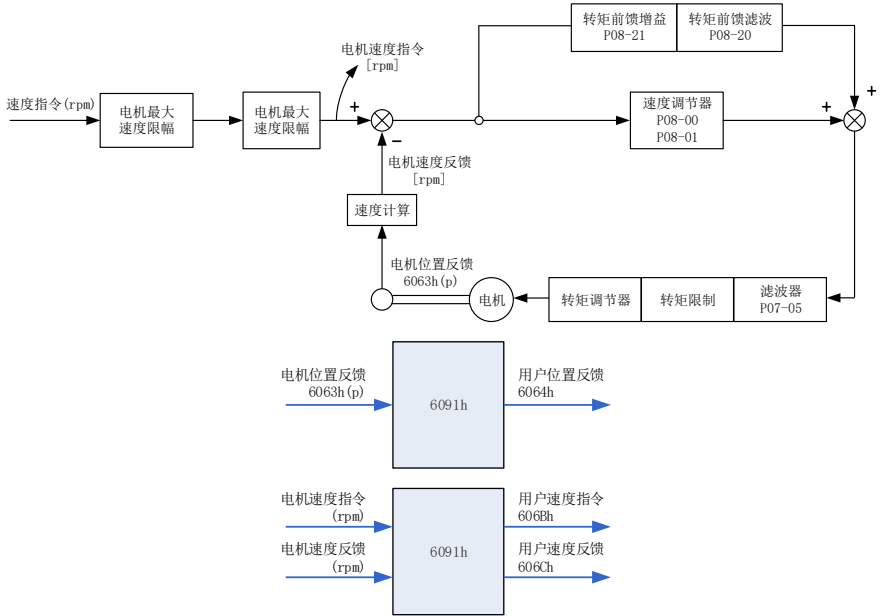 转矩前馈增益
P08-21
转矩前馈滤波
P08-20
电机速度指令
[rpm]
速度指令(rpm)
电机最大
速度限幅
电机最大
速度限幅
+
−
速度调节器
P08-00
P08-01
+
+
电机速度反馈
[rpm]
速度计算
电机位置反馈
6063h(p)
电机
转矩调节器
转矩限制
滤波器
P07-05
电机位置反馈
6063h(p)
6091h
用户位置反馈
6064h
电机速度指令
(rpm)
电机速度反馈
(rpm)
6091h
用户速度指令
606Bh
用户速度反馈
606Ch